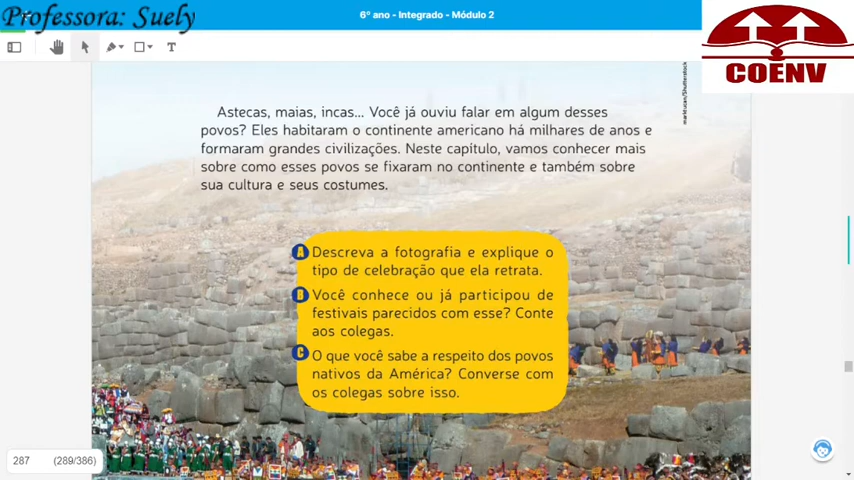 Professora: Suely
6º ano - Integrado - Módulo 2
COENV
T
markusan/Shutterstock
Astecas, maias, incas... Você já ouviu falar em algum desses
povos? Eles habitaram o continente americano há milhares de anos e
formaram grandes civilizações. Neste capítulo, vamos conhecer mais
sobre como esses povos se fixaram no continente e também sobre
sua cultura e seus costumes.
A Descreva a fotografia e explique o
tipo de celebração que ela retrata.
B Você conhece ou já participou de
festivais parecidos com esse? Conte
aos colegas.
C O que você sabe a respeito dos povos
nativos da América? Converse com
os colegas sobre isso.
287 (289/386)